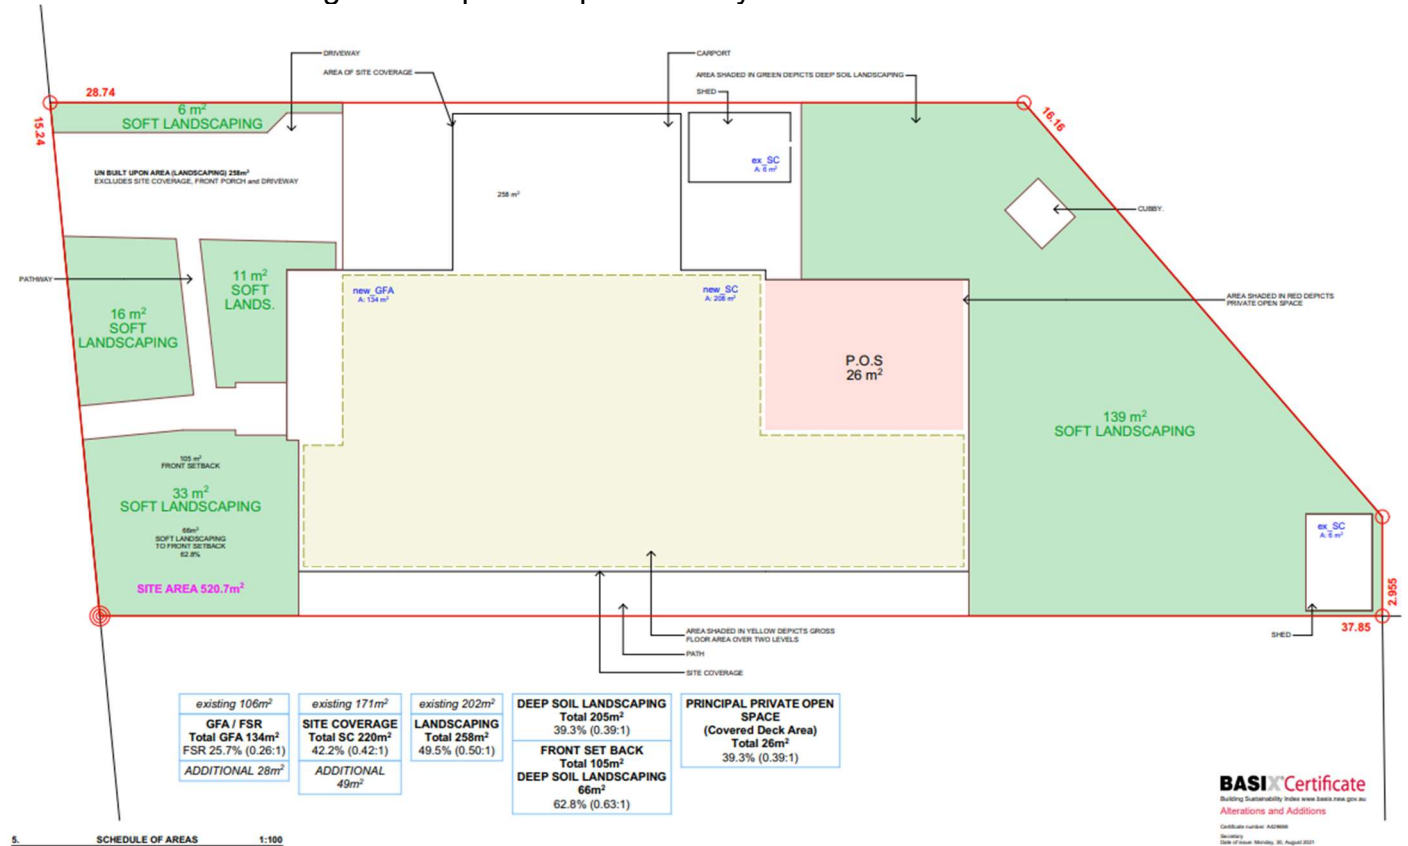 DRIVEWAY
CARPORT
AREA OF SITE COVERAGE
AREA SHADED IN GREEN DEPICTS DEEP SOIL LANDSCAPING
SHED
28.74
16.16
15.24
6 m²
SOFT LANDSCAPING
UN BUILT UPON AREA (LANDSCAPING) 258m²
EXCLUDES SITE COVERAGE, FRONT PORCH and DRIVEWAY
ex_SC
A: 6 m²
258 m²
CUBBY.
PATHWAY
11 m²
SOFT
LANDS.
new_GFA
A: 134 m²
new_SC
A: 208 m²
AREA SHADED IN RED DEPICTS
PRIVATE OPEN SPACE
16 m²
SOFT
LANDSCAPING
P.O.S
26 m²
139 m²
SOFT LANDSCAPING
105 m²
FRONT SETBACK
33 m²
SOFT LANDSCAPING
66m²
SOFT LANDSCAPING
TO FRONT SETBACK
62.8%
SITE AREA 520.7m²
ex_SC
A: 6 m²
2.955
37.85
SHED
AREA SHADED IN YELLOW DEPICTS GROSS
FLOOR AREA OVER TWO LEVELS
PATH
SITE COVERAGE
existing 106m²
GFA / FSR
Total GFA 134m²
FSR 25.7% (0.26:1)
ADDITIONAL 28m²
existing 171m²
SITE COVERAGE
Total SC 220m²
42.2% (0.42:1)
ADDITIONAL
49m²
existing 202m²
LANDSCAPING
Total 258m²
49.5% (0.50:1)
DEEP SOIL LANDSCAPING
Total 205m²
39.3% (0.39:1)
FRONT SET BACK
Total 105m²
DEEP SOIL LANDSCAPING
66m²
62.8% (0.63:1)
PRINCIPAL PRIVATE OPEN
SPACE
(Covered Deck Area)
Total 26m²
39.3% (0.39:1)
BASIX Certificate
Building Sustainability Index www.basix.nsw.gov.au
Alterations and Additions
Secretary
Date of issue: Monday, 30, August 2021
5. SCHEDULE OF AREAS 1:100